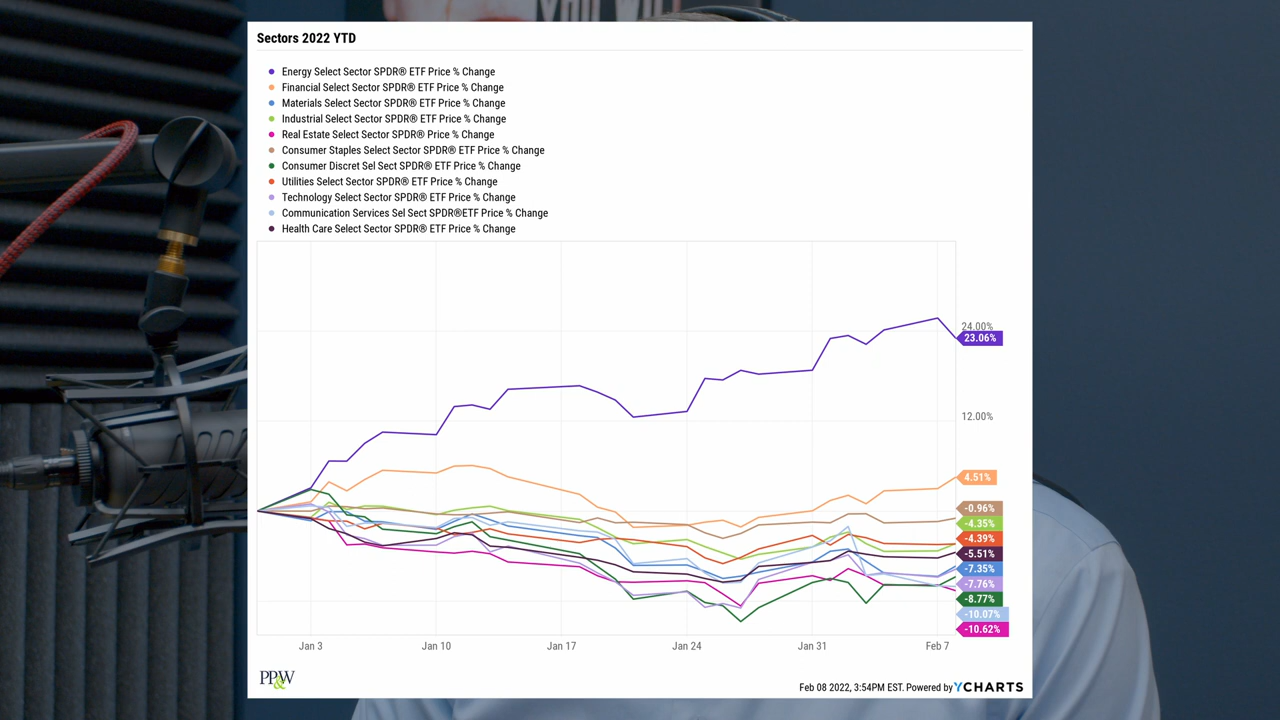 Sectors 2022 YTD
Energy Select Sector SPDR® ETF Price % Change
Financial Select Sector SPDR® ETF Price % Change
Materials Select Sector SPDR® ETF Price % Change
Industrial Select Sector SPDR® ETF Price % Change
Real Estate Select Sector SPDR® Price % Change
Consumer Staples Select Sector SPDR® ETF Price % Change
Consumer Discret Sel Sect SPDR® ETF Price % Change
Utilities Select Sector SPDR® ETF Price % Change
Technology Select Sector SPDR® ETF Price % Change
Communication Services Sel Sect SPDR®ETF Price % Change
Health Care Select Sector SPDR® ETF Price % Change
24.00%
23.06%
12.00%
4.51%
-0.96%
-4.35%
-4.39%
-5.51%
-7.35%
-7.76%
-8.77%
-10.07%
-10.62%
Jan 3 Jan 10 Jan 17 Jan 24 Jan 31 Feb 7
PP&W
Feb 08 2022, 3:54PM EST. Powered by YCHARTS